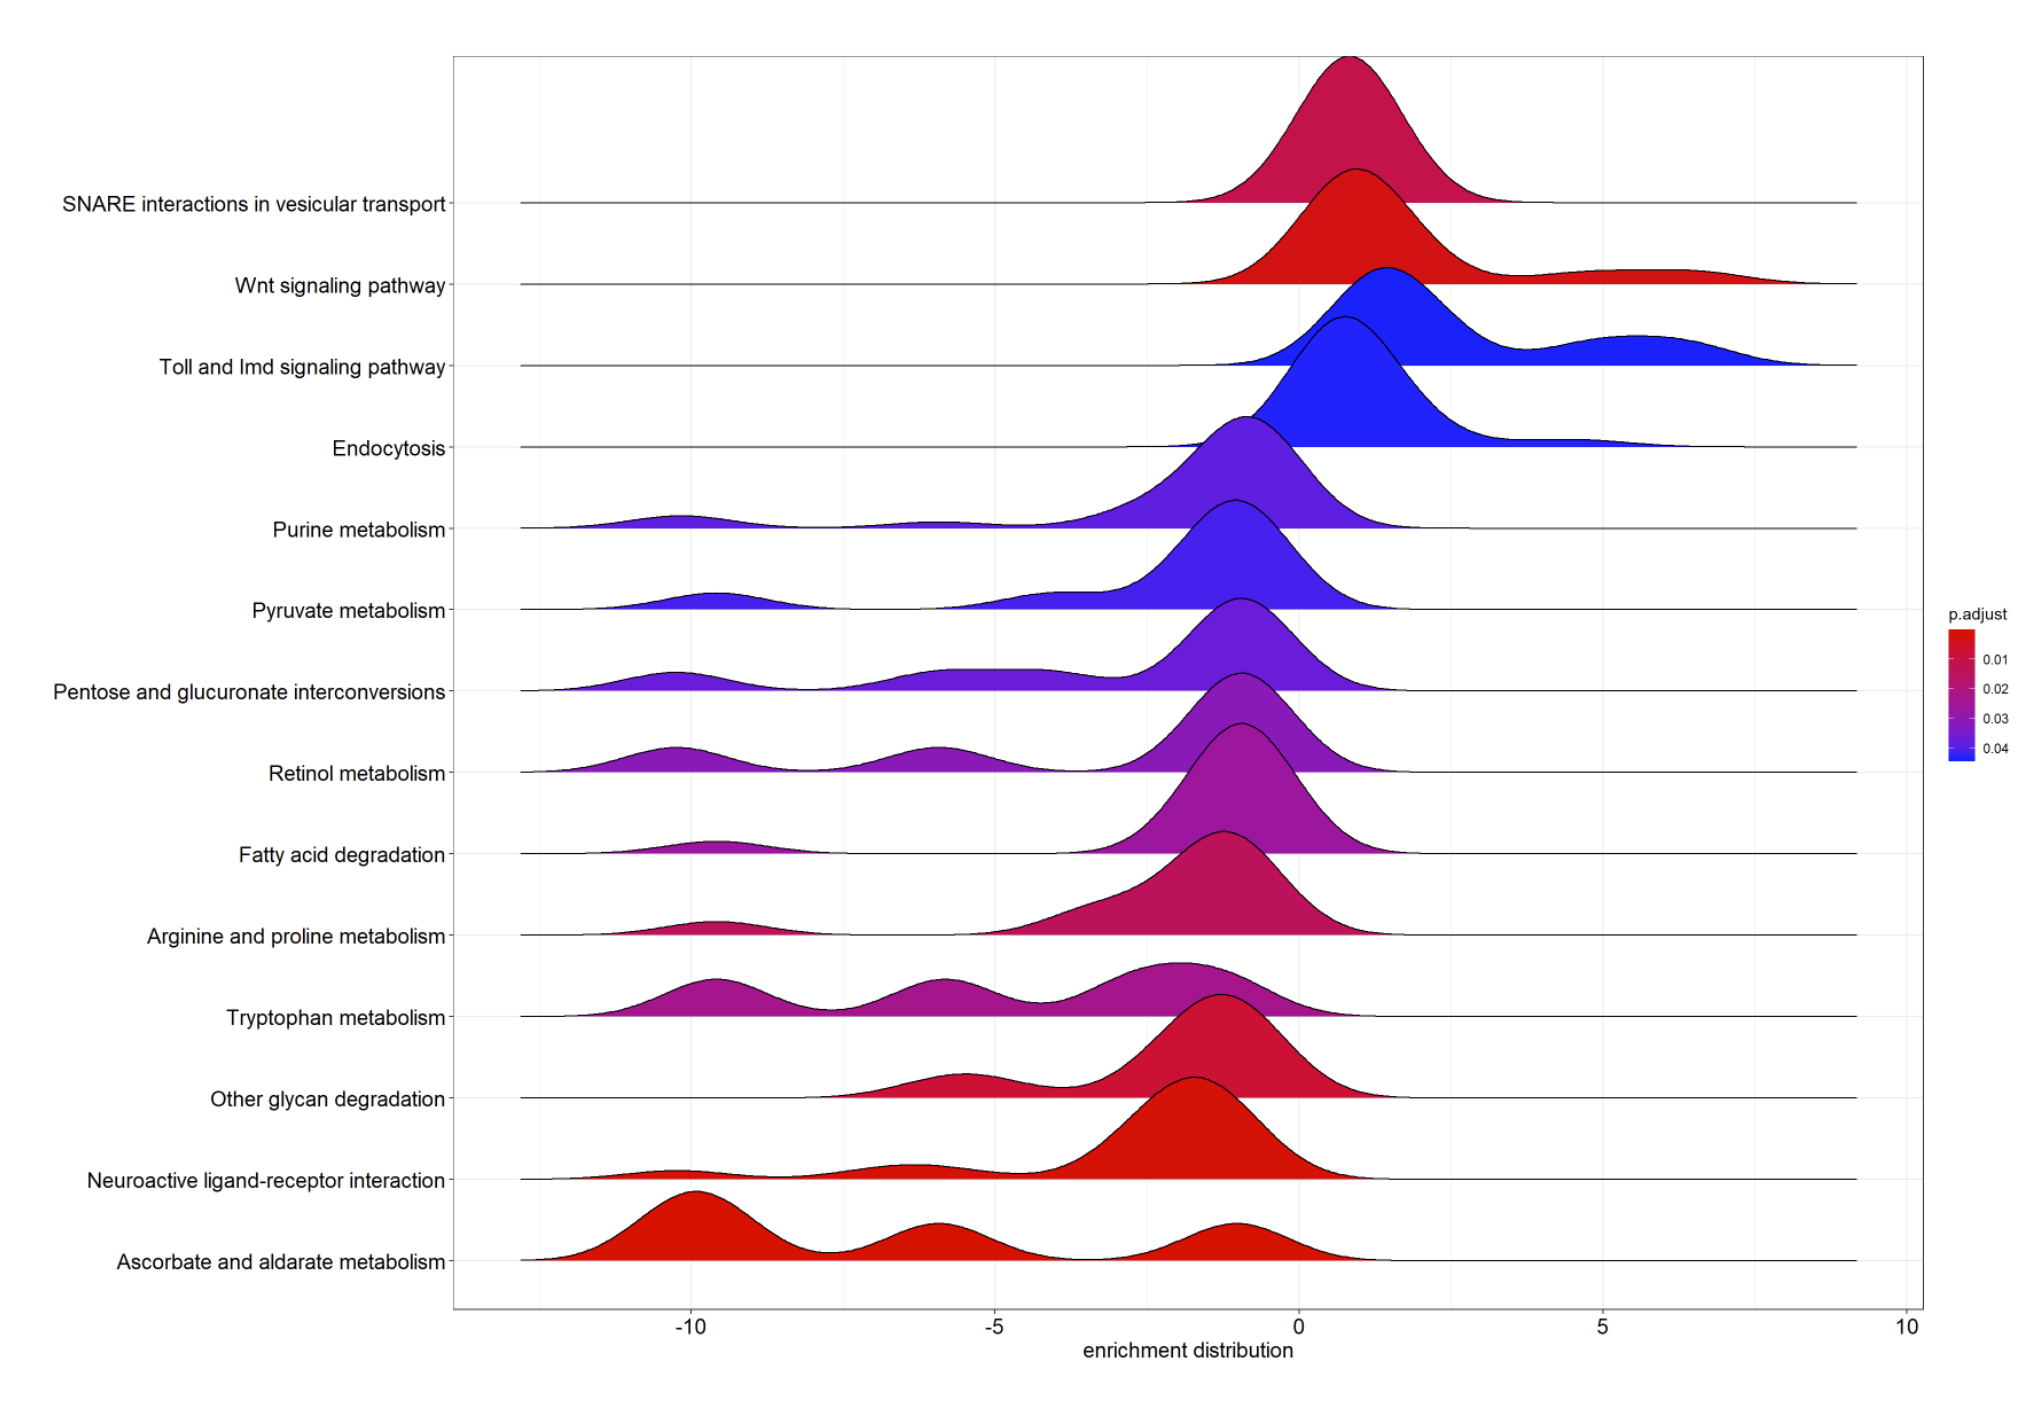 SNARE interactions in vesicular transport
Wnt signaling pathway
Toll and Imd signaling pathway
Endocytosis
Purine metabolism
Pyruvate metabolism
Pentose and glucuronate interconversions
Retinol metabolism
Fatty acid degradation
Arginine and proline metabolism
Tryptophan metabolism
Other glycan degradation
Neuroactive ligand-receptor interaction
Ascorbate and aldarate metabolism
-10 -5 0 5 10
enrichment distribution
p.adjust
0.01
0.02
0.03
0.04